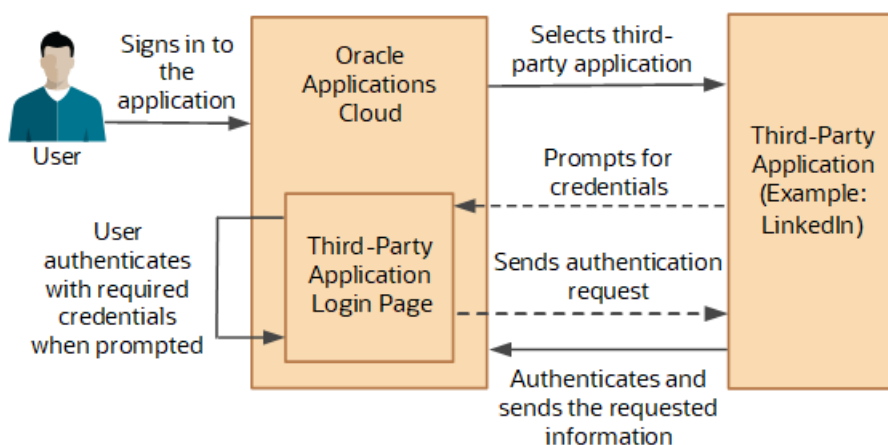 Signs in to
the
application
User
Oracle
Applications
Cloud
Selects third-
party application
Third-Party
Application
(Example:
LinkedIn)
Prompts for
credentials
User
authenticates
with required
credentials
when prompted
Third-Party
Application
Login Page
Sends authentication
request
Authenticates and
sends the requested
information